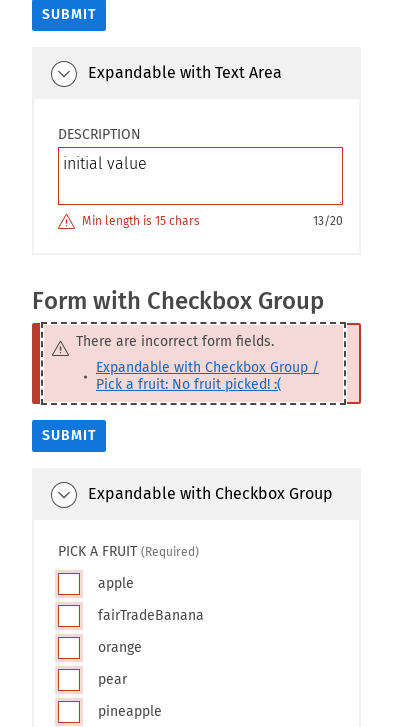 SUBMIT
Expandable with Text Area
DESCRIPTION
initial value
Min length is 15 chars
13/20
Form with Checkbox Group
There are incorrect form fields.
Expandable with Checkbox Group /
Pick a fruit: No fruit picked! :(
SUBMIT
Expandable with Checkbox Group
PICK A FRUIT (Required)
apple
fairTradeBanana
orange
pear
pineapple